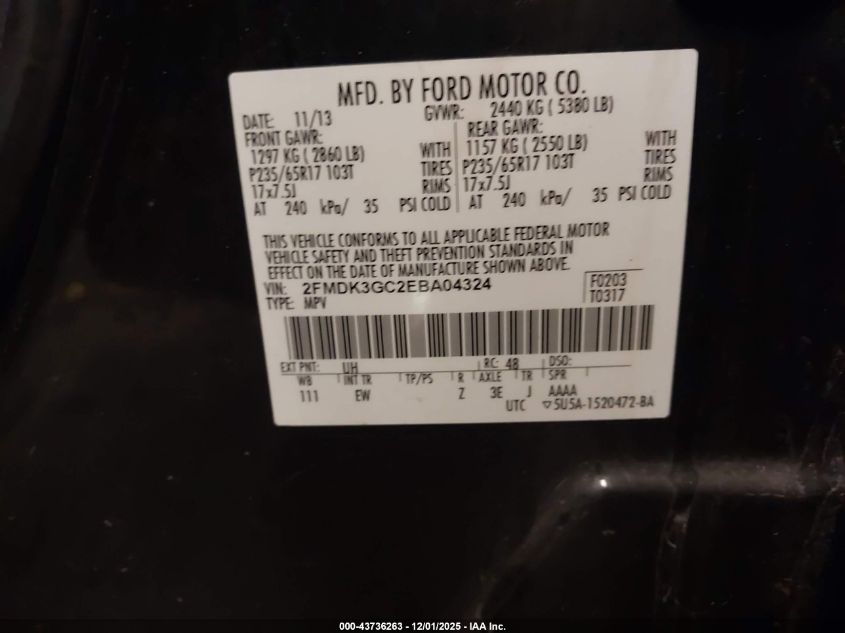 MFD. BY FORD MOTOR CO.
DATE: 11/13 GVWR: 2440 KG ( 5380 LB)
FRONT GAWR: REAR GAWR:
1297 KG ( 2860 LB) WITH 1157 KG ( 2550 LB) WITH
P235/65R17 103T TIRES P235/65R17 103T TIRES
17x7.5J RIMS 17x7.5J RIMS
AT 240 kPa/ 35 PSI COLD AT 240 kPa/ 35 PSI COLD
THIS VEHICLE CONFORMS TO ALL APPLICABLE FEDERAL MOTOR
VEHICLE SAFETY AND THEFT PREVENTION STANDARDS IN
EFFECT ON THE DATE OF MANUFACTURE SHOWN ABOVE.
VIN: 2FMDK3GC2EBA04324 F0203
TYPE: MPV T0317
EXT PNT: UH RC: 48 DSO:
WB INT TR TP/PS R AXLE TR SPR
111 EW Z 3E J AAAA
UTC ▽5U5A-1520472-BA
000-43736263 - 12/01/2025 - IAA Inc.